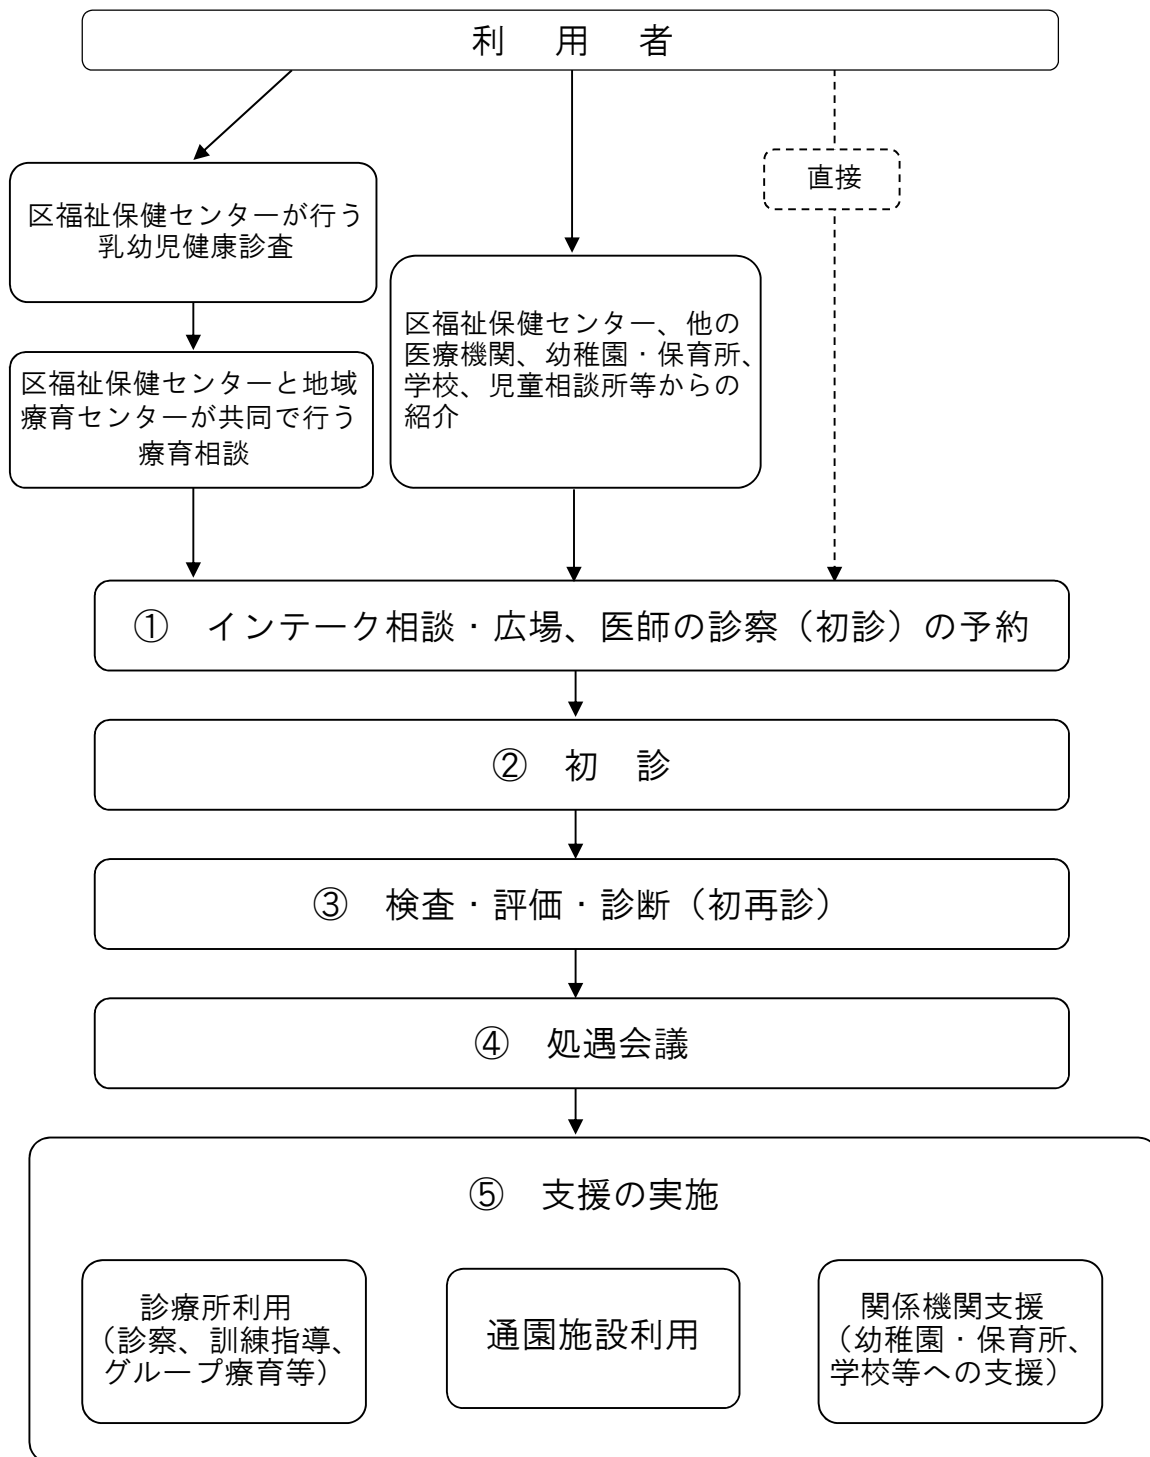 利　用　者
直接
区福祉保健センターが行う
乳幼児健康診査
区福祉保健センター、他の
医療機関、幼稚園・保育所、
学校、児童相談所等からの
紹介
区福祉保健センターと地域
療育センターが共同で行う
療育相談
①　インテーク相談・広場、医師の診察（初診）の予約
②　初　診
③　検査・評価・診断（初再診）
④　処遇会議
⑤　支援の実施
診療所利用
（診察、訓練指導、
グループ療育等）
通園施設利用
関係機関支援
（幼稚園・保育所、
学校等への支援）